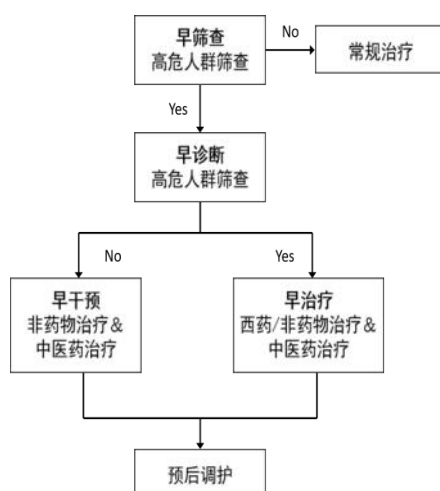 早筛查
高危人群筛查
No
常规治疗
Yes
早诊断
高危人群筛查
No
Yes
早干预
非药物治疗&
中医药治疗
早治疗
西药/非药物治疗&
中医药治疗
预后调护